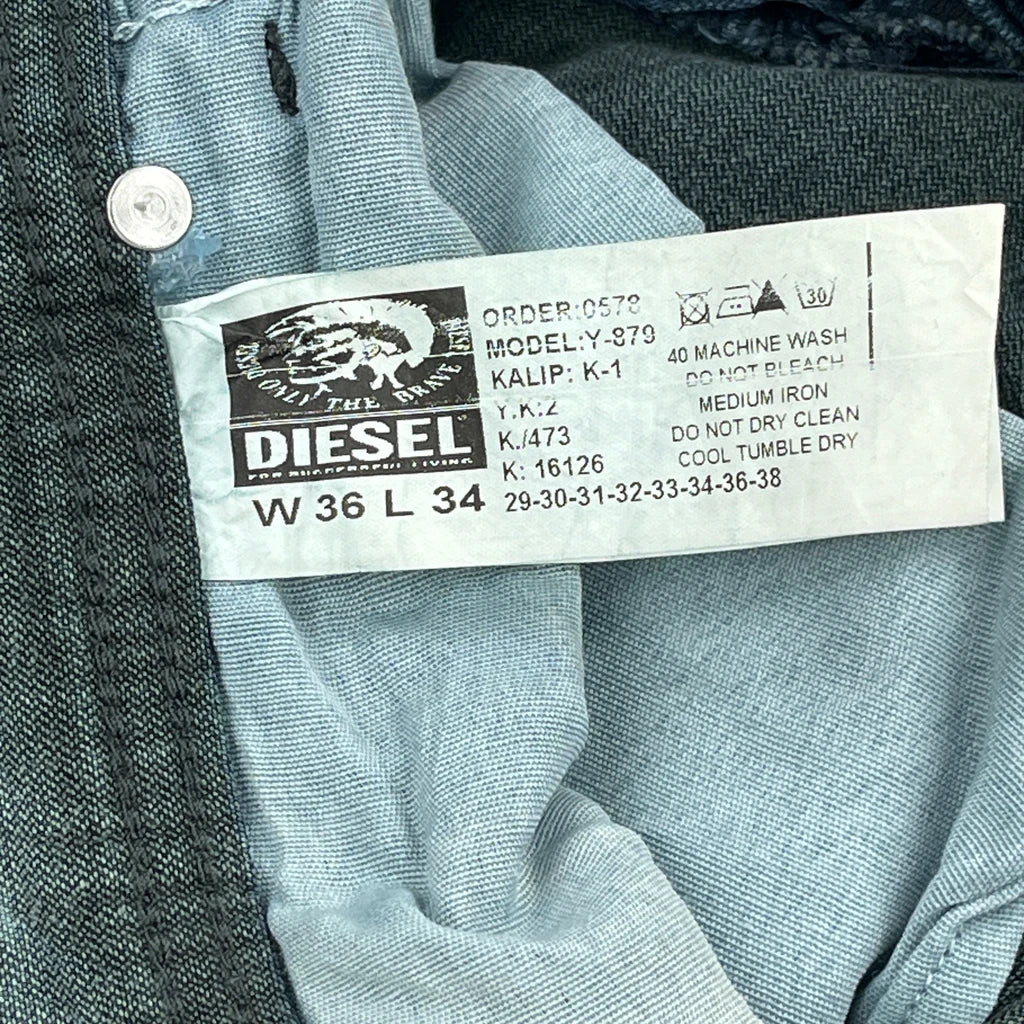 ONLY THE BRAVE
DIESEL
W 36 L 34
ORDER:0578
MODEL:Y-879
KALIP: K-1
Y.K:2
K./473
K: 16126
29-30-31-32-33-34-36-38
30
40 MACHINE WASH
DO NOT BLEACH
MEDIUM IRON
DO NOT DRY CLEAN
COOL TUMBLE DRY